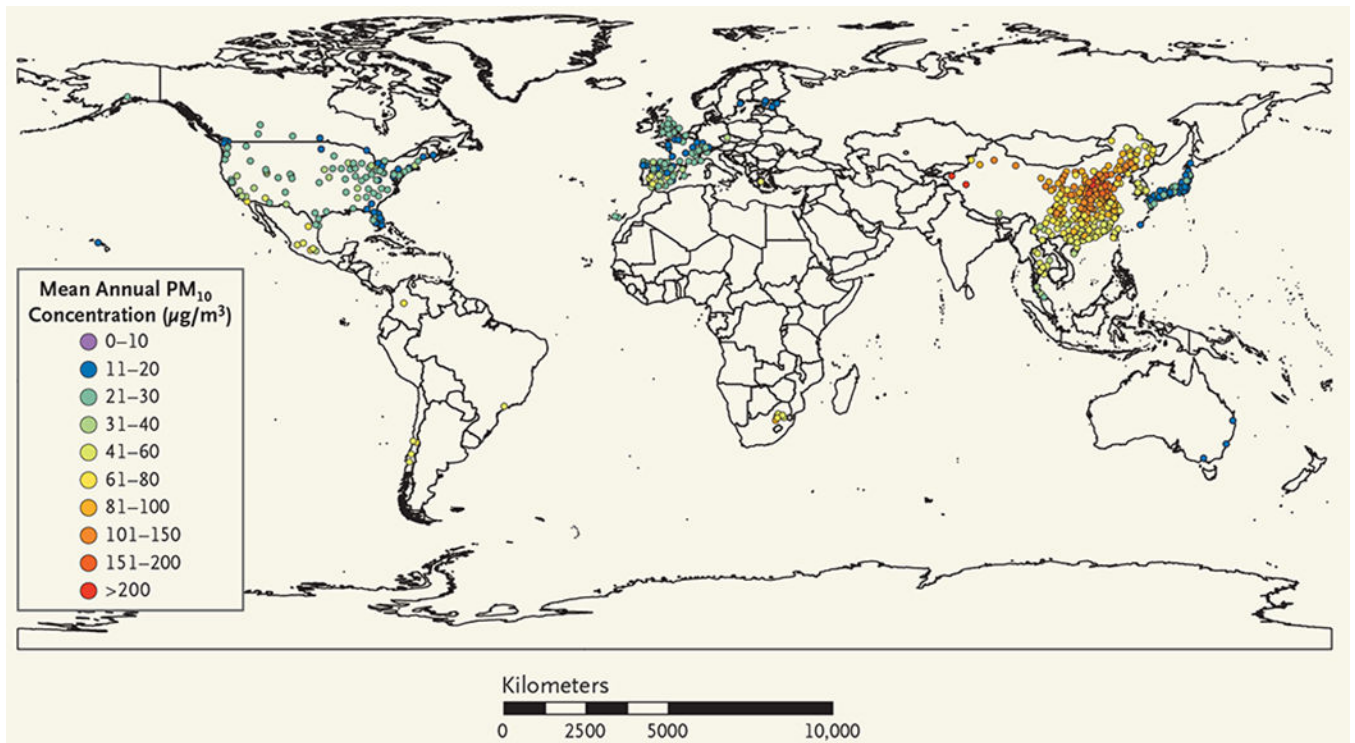 Mean Annual PM₁₀
Concentration (µg/m³)
0–10
11–20
21–30
31–40
41–60
61–80
81–100
101–150
151–200
>200
Kilometers
0 2500 5000 10,000